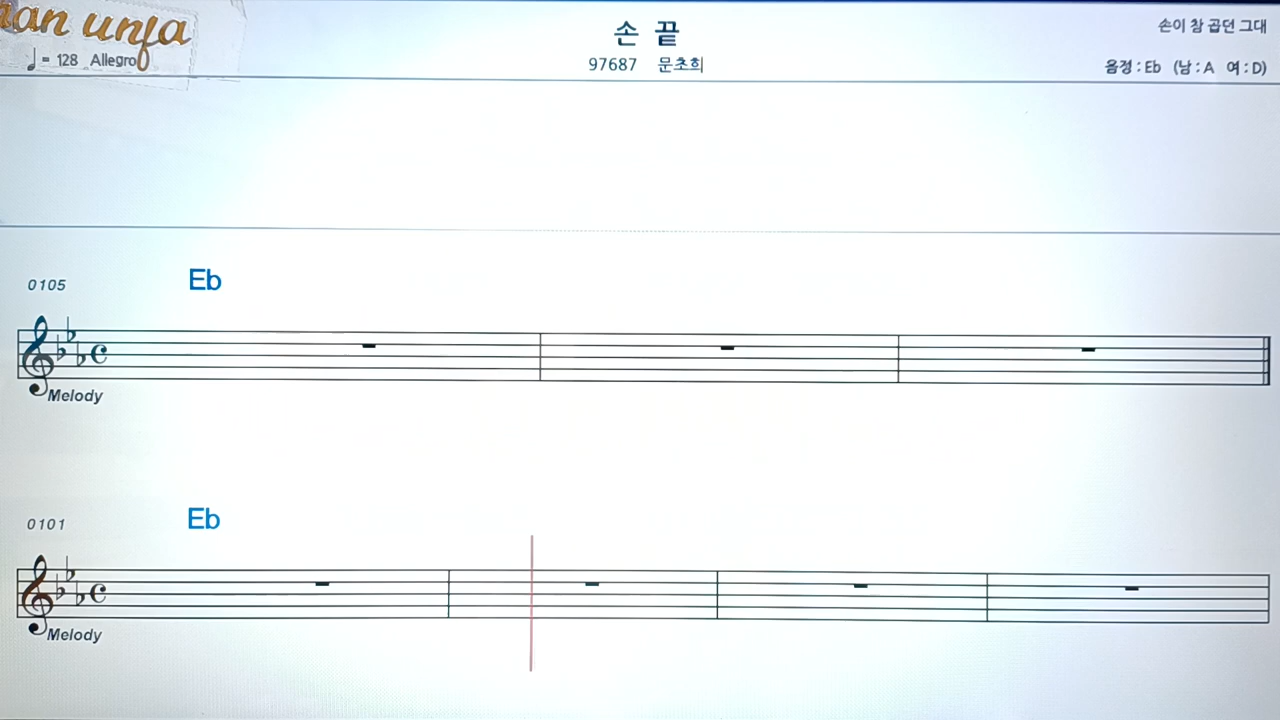 unja
손 끝
손이 참 곱던 그대
♩ = 128 Allegro
97687 문초희
음정 : Eb (남 : A 여 : D)
0105 Eb
Melody
0101 Eb
Melody